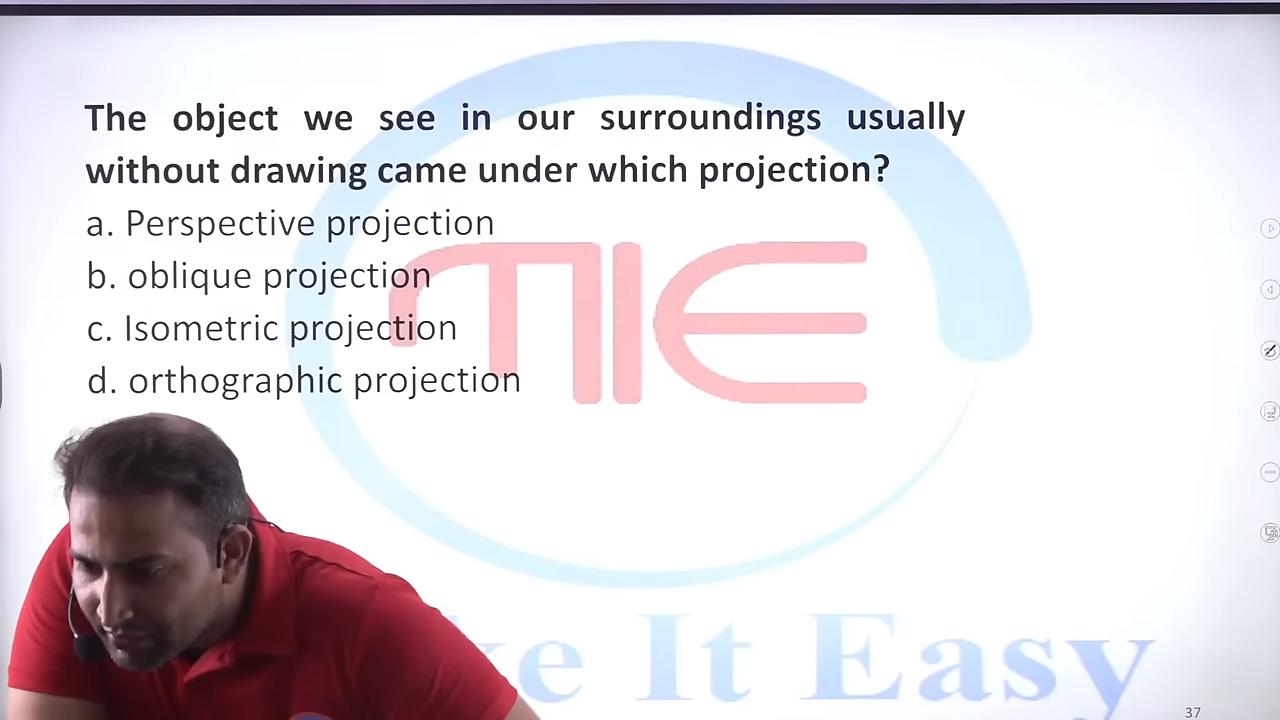 The object we see in our surroundings usually
without drawing came under which projection?
a. Perspective projection
b. oblique projection
c. Isometric projection
d. orthographic projection
MIE
It Easy
37